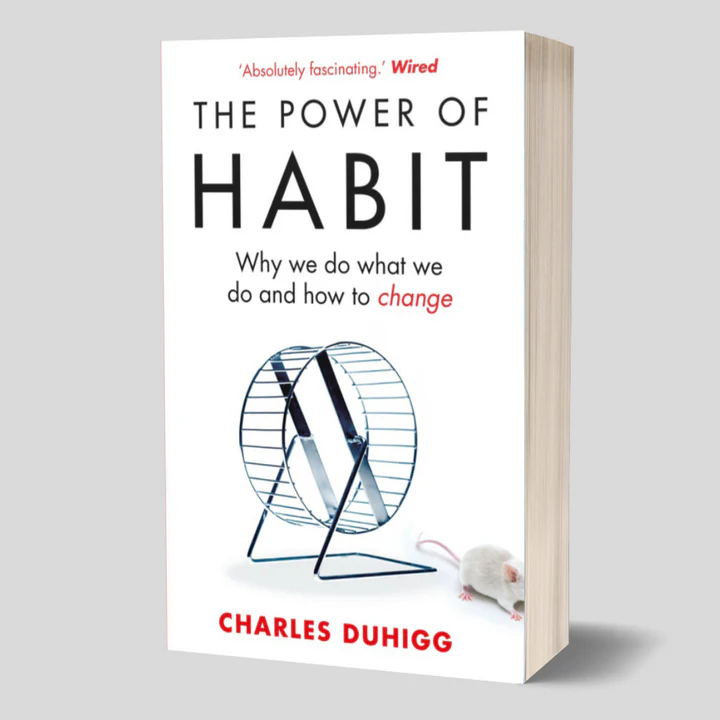 ‘Absolutely fascinating.’ Wired
THE POWER OF
HABIT
Why we do what we
do and how to change
CHARLES DUHIGG